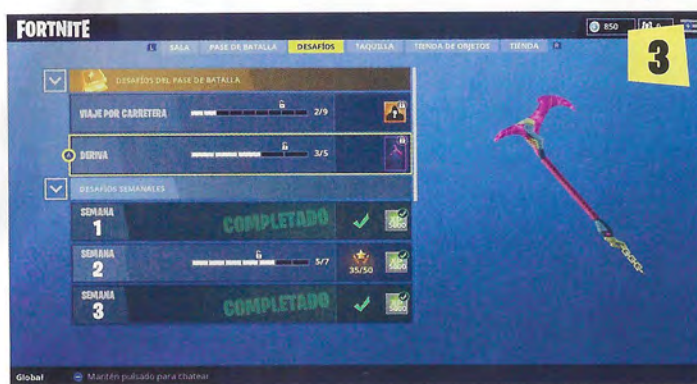 FORTNITE
850
3
L SALA PASE DE BATALLA DESAFÍOS TAQUILLA TIENDA DE OBJETOS TIENDA R
DESAFÍOS DEL PASE DE BATALLA
VIAJE POR CARRETERA 2/9
DERIVA 3/5
DESAFÍOS SEMANALES
SEMANA
1 COMPLETADO
SEMANA
2 5/7 35/50
SEMANA
3 COMPLETADO
Global Mantén pulsado para chatear